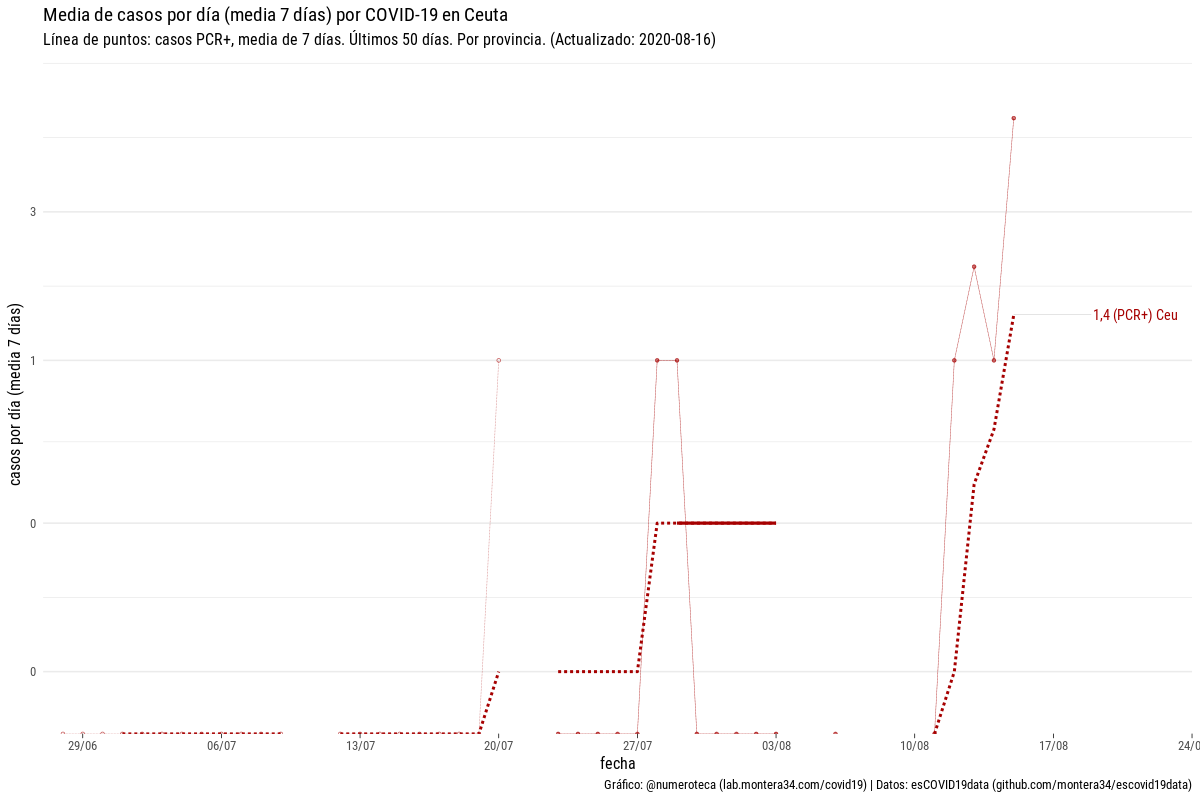 Media de casos por día (media 7 días) por COVID-19 en Ceuta
Línea de puntos: casos PCR+, media de 7 días. Últimos 50 días. Por provincia. (Actualizado: 2020-08-16)
casos por día (media 7 días)
3
1
0
0
1,4 (PCR+) Ceu
29/06
06/07
13/07
20/07
27/07
03/08
10/08
17/08
24/0
fecha
Gráfico: @numeroteca (lab.montera34.com/covid19) | Datos: esCOVID19data (github.com/montera34/escovid19data)